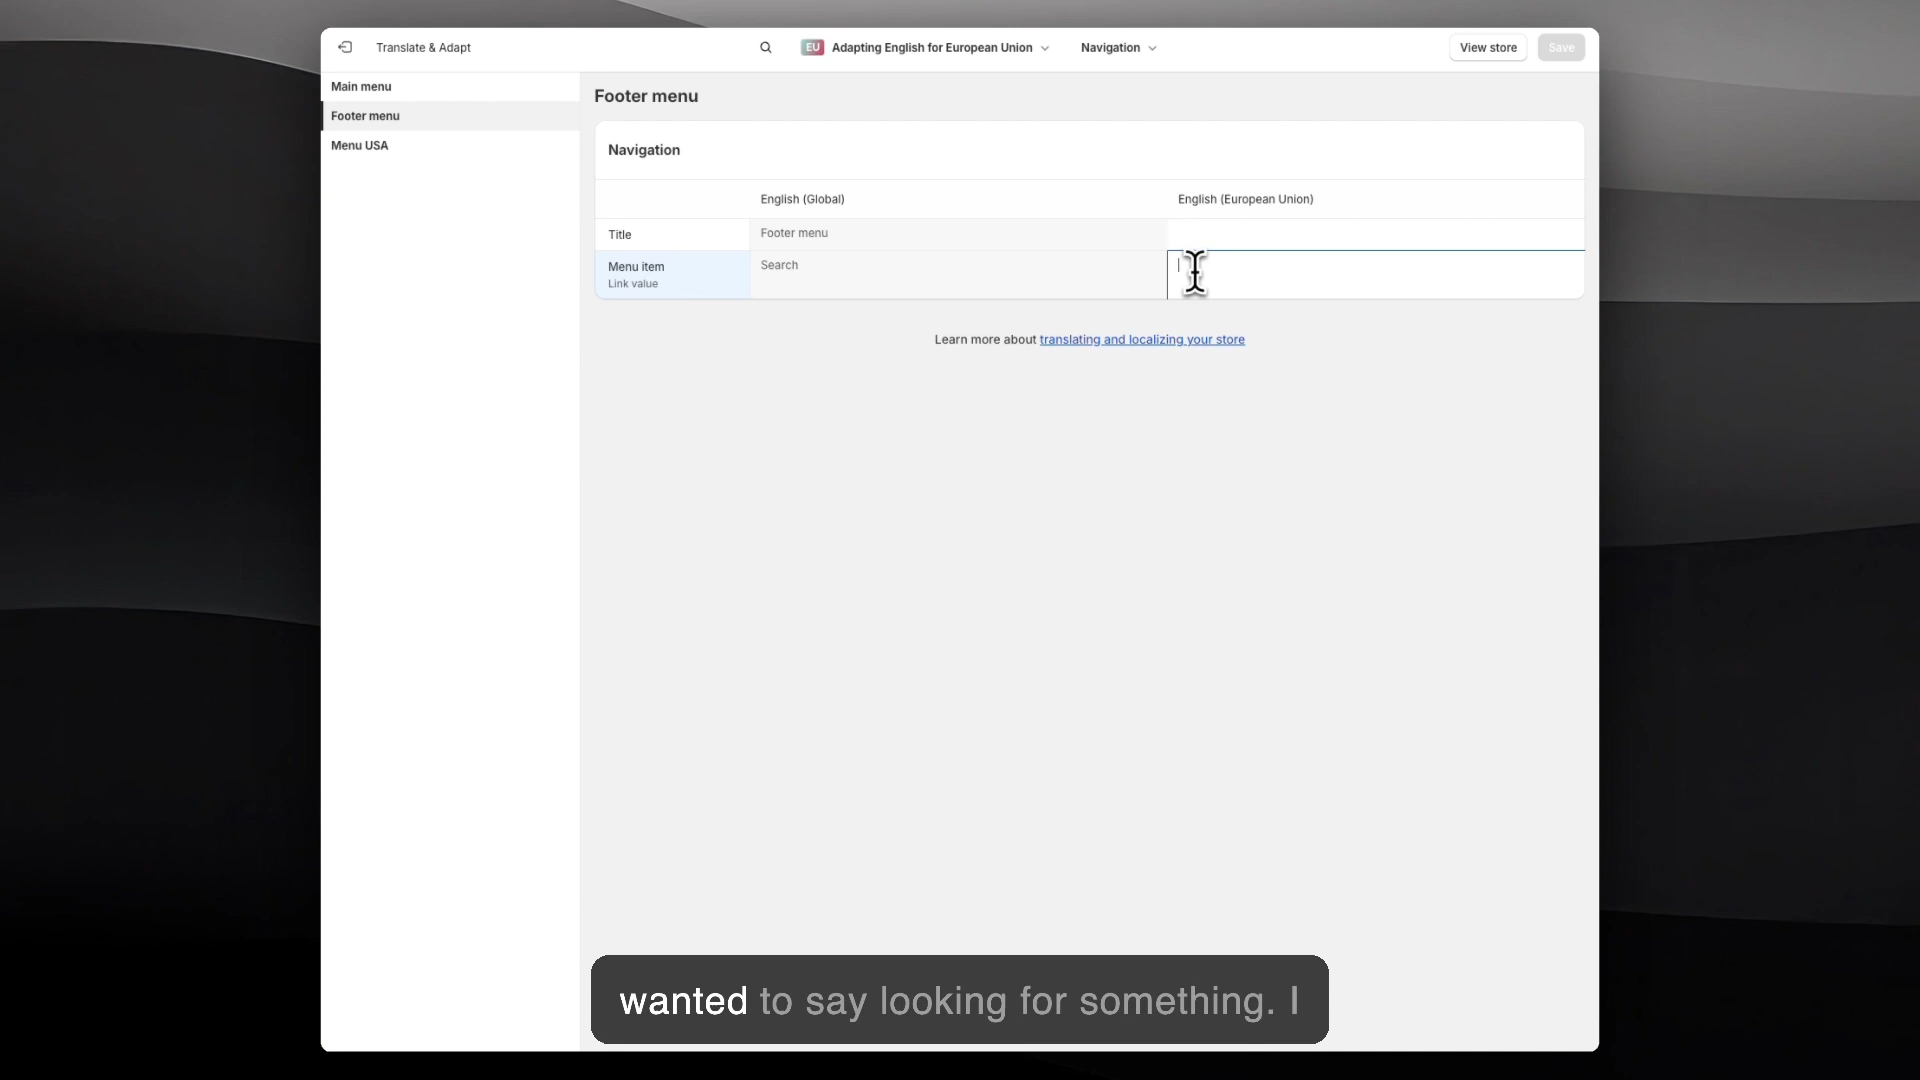 Translate & Adapt
EU Adapting English for European Union
Navigation
View store
Save
Main menu
Footer menu
Menu USA
Footer menu
Navigation
English (Global) English (European Union)
Title Footer menu
Menu item Search
Link value
Learn more about translating and localizing your store
wanted to say looking for something. I